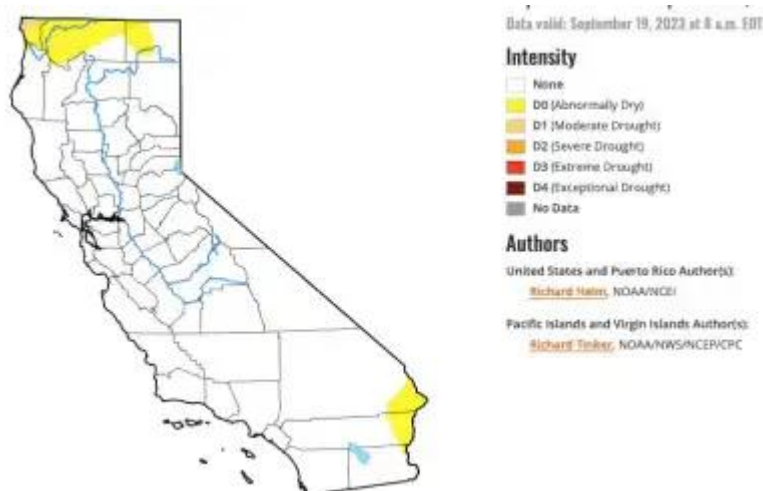 Data valid: September 19, 2023 at 8 a.m. EDT
Intensity
None
D0 (Abnormally Dry)
D1 (Moderate Drought)
D2 (Severe Drought)
D3 (Extreme Drought)
D4 (Exceptional Drought)
No Data
Authors
United States and Puerto Rico Author(s):
Richard Heim, NOAA/NCEI
Pacific Islands and Virgin Islands Author(s):
Richard Tinker, NOAA/NWS/NCEP/CPC